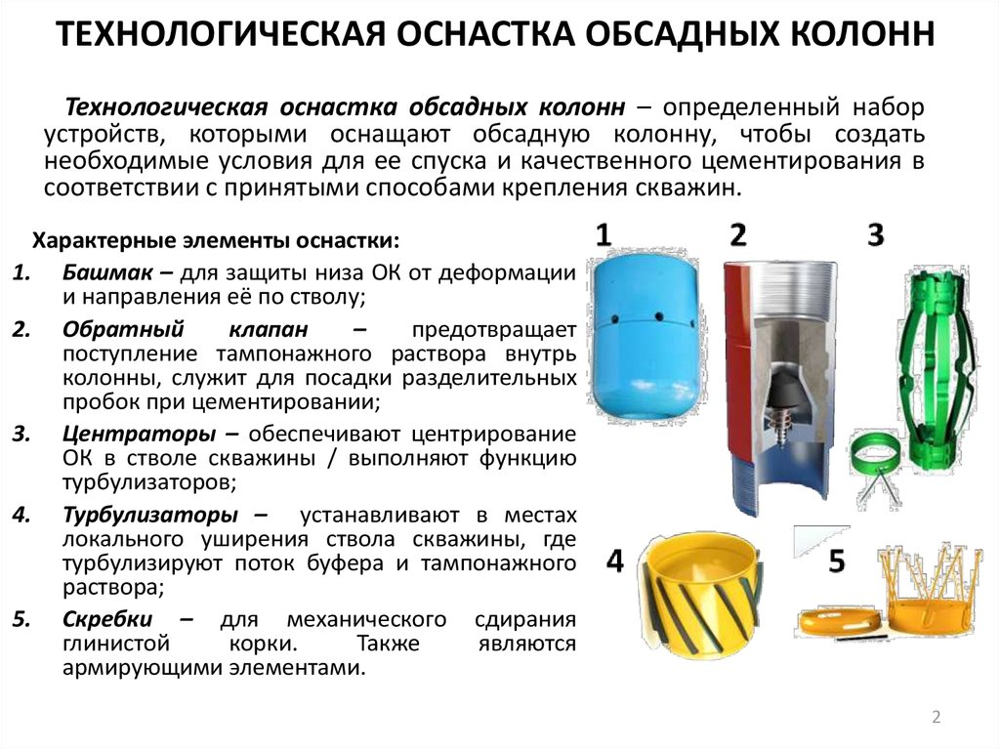 ТЕХНОЛОГИЧЕСКАЯ ОСНАСТКА ОБСАДНЫХ КОЛОНН
Технологическая оснастка обсадных колонн – определенный набор
устройств, которыми оснащают обсадную колонну, чтобы создать
необходимые условия для ее спуска и качественного цементирования в
соответствии с принятыми способами крепления скважин.
Характерные элементы оснастки:
1. Башмак – для защиты низа ОК от деформации
и направления её по стволу;
2. Обратный клапан – предотвращает
поступление тампонажного раствора внутрь
колонны, служит для посадки разделительных
пробок при цементировании;
3. Центраторы – обеспечивают центрирование
ОК в стволе скважины / выполняют функцию
турбулизаторов;
4. Турбулизаторы – устанавливают в местах
локального уширения ствола скважины, где
турбулизируют поток буфера и тампонажного
раствора;
5. Скребки – для механического сдирания
глинистой корки. Также являются
армирующими элементами.
1 2 3
4 5
2